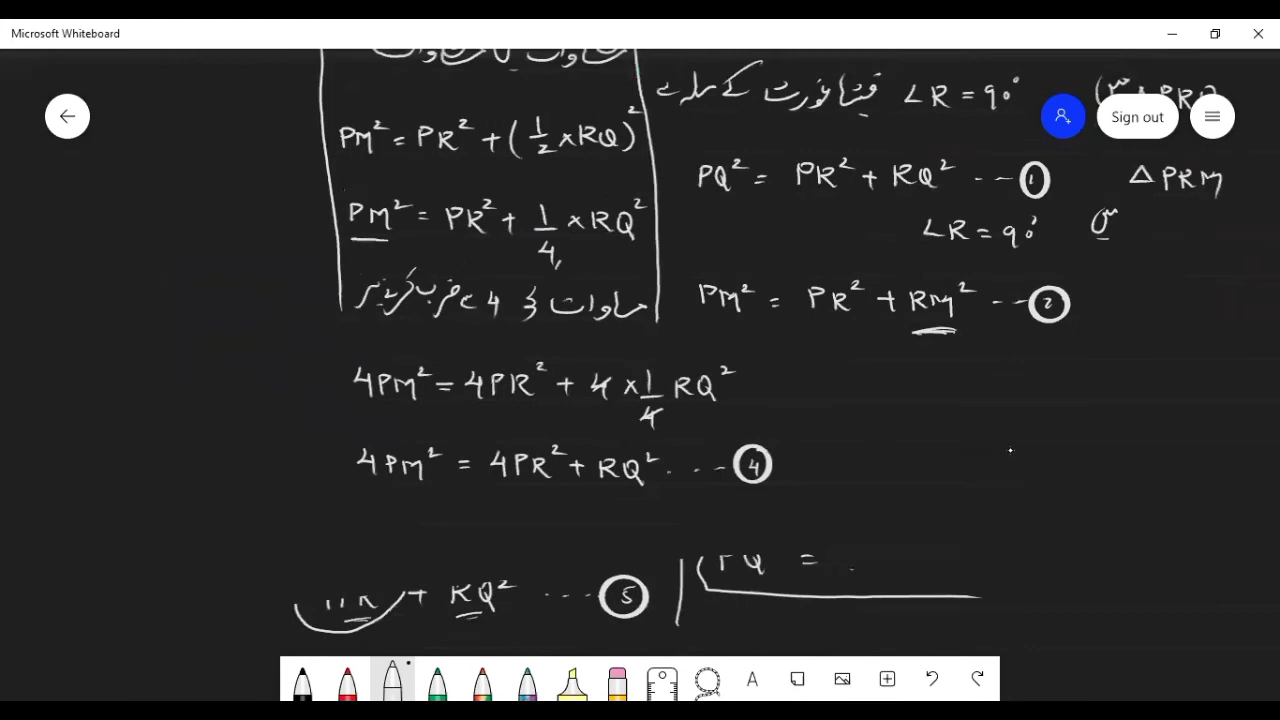 Microsoft Whiteboard
Sign out
PM² = PR² + (1/2 × RQ)²
PM² = PR² + 1/4 × RQ²
مساوات کو 4 سے ضرب کرنے پر
4PM² = 4PR² + 4 × 1/4 RQ²
4PM² = 4PR² + RQ² .... 4
+ RQ² .... 5
فیثا غورث کے مسئلہ سے ∠R = 90°
PQ² = PR² + RQ² --- 1
△ PRM
∠R = 90°
PM² = PR² + RM² --- 2
PQ =
A